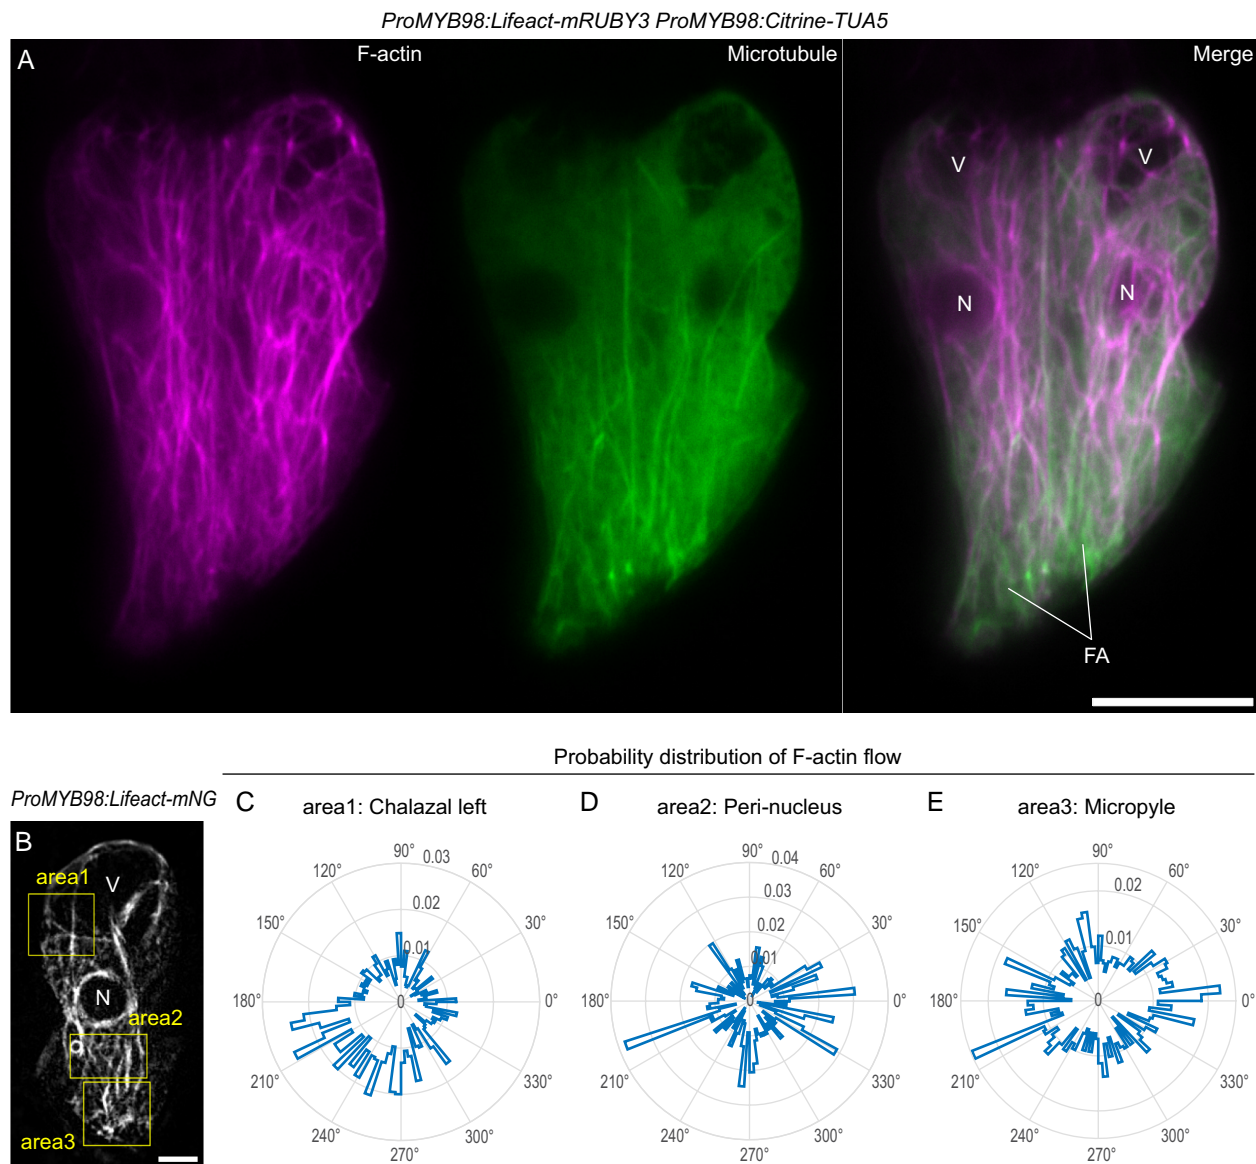 ProMYB98:Lifeact-mRUBY3 ProMYB98:Citrine-TUA5
A
F-actin
Microtubule
Merge
V
V
N
N
FA
Probability distribution of F-actin flow
ProMYB98:Lifeact-mNG
B
area1
V
N
area2
area3
C
area1: Chalazal left
90°
0.03
120°
60°
0.02
150°
30°
0.01
180°
0
0°
210°
330°
240°
300°
270°
D
area2: Peri-nucleus
90°
0.04
120°
60°
0.03
150°
30°
0.02
0.01
180°
0
0°
210°
330°
240°
300°
270°
E
area3: Micropyle
90°
120°
60°
0.02
150°
30°
0.01
180°
0
0°
210°
330°
240°
300°
270°